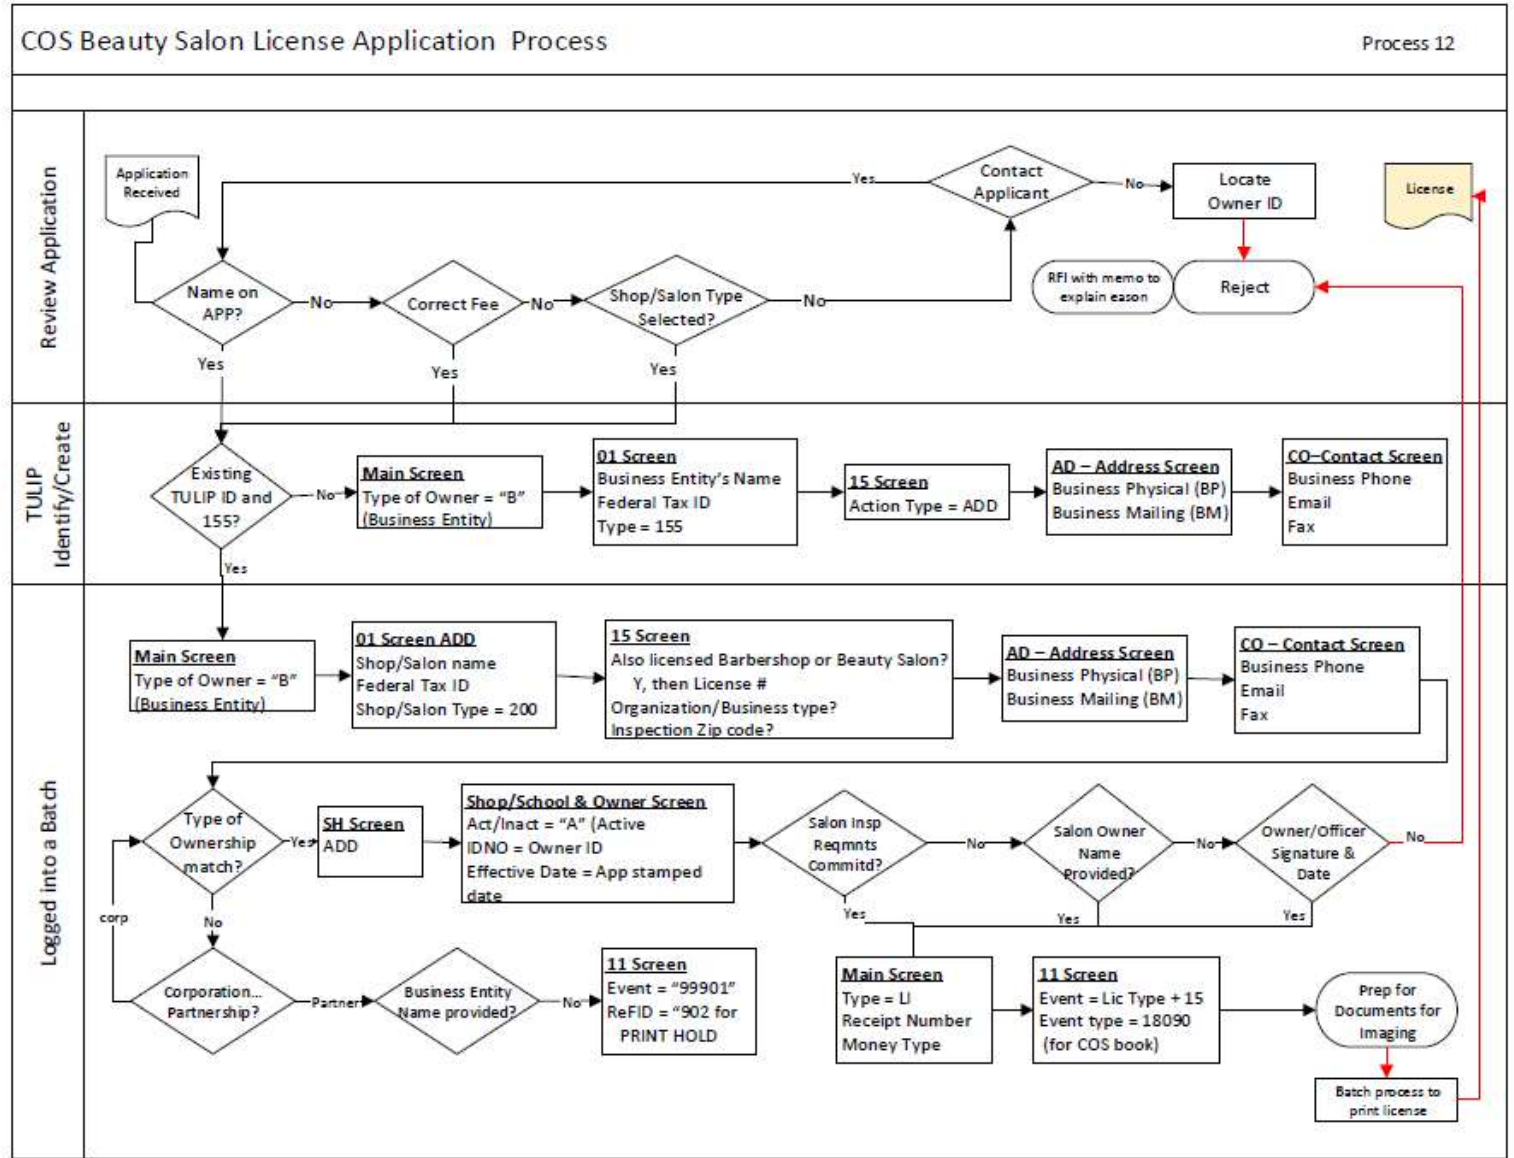 COS Beauty Salon License Application Process
Process 12
Review Application
Application
Received
Contact
Applicant
Yes
No
Locate
Owner ID
License
Name on
APP?
No
Correct Fee
No
Shop/Salon Type
Selected?
No
RFI with memo to
explain eason
Reject
Yes
Yes
Yes
TULIP
Identify/Create
Existing
TULIP ID and
155?
No
Main Screen
Type of Owner = “B”
(Business Entity)
01 Screen
Business Entity’s Name
Federal Tax ID
Type = 155
15 Screen
Action Type = ADD
AD – Address Screen
Business Physical (BP)
Business Mailing (BM)
CO–Contact Screen
Business Phone
Email
Fax
Yes
Logged into a Batch
Main Screen
Type of Owner = “B”
(Business Entity)
01 Screen ADD
Shop/Salon name
Federal Tax ID
Shop/Salon Type = 200
15 Screen
Also licensed Barbershop or Beauty Salon?
Y, then License #
Organization/Business type?
Inspection Zip code?
AD – Address Screen
Business Physical (BP)
Business Mailing (BM)
CO – Contact Screen
Business Phone
Email
Fax
Type of
Ownership
match?
Yes
SH Screen
ADD
Shop/School & Owner Screen
Act/Inact = “A” (Active
IDNO = Owner ID
Effective Date = App stamped
date
Salon Insp
Reqmnts
Commitd?
No
Salon Owner
Name
Provided?
No
Owner/Officer
Signature &
Date
No
corp
No
Yes
Yes
Yes
Corporation...
Partnership?
Partner
Business Entity
Name provided?
No
11 Screen
Event = “99901”
ReFID = “902 for
PRINT HOLD
Main Screen
Type = LI
Receipt Number
Money Type
11 Screen
Event = Lic Type + 15
Event type = 18090
(for COS book)
Prep for
Documents for
Imaging
Batch process to
print license